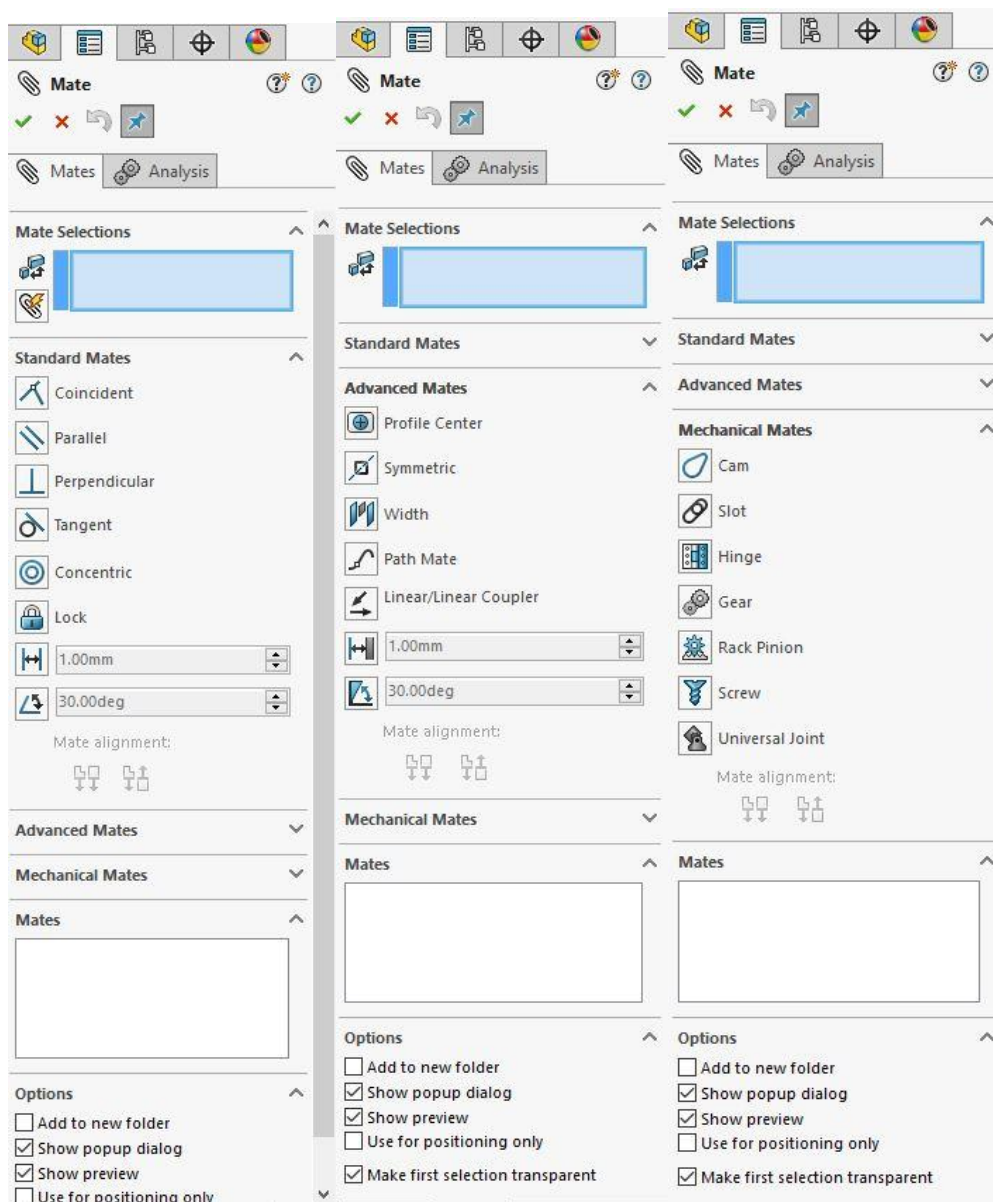 Mate
Mates
Analysis
Mate Selections
Standard Mates
Coincident
Parallel
Perpendicular
Tangent
Concentric
Lock
1.00mm
30.00deg
Mate alignment:
Advanced Mates
Mechanical Mates
Mates
Options
Add to new folder
Show popup dialog
Show preview
Use for positioning only
Mate
Mates
Analysis
Mate Selections
Standard Mates
Advanced Mates
Profile Center
Symmetric
Width
Path Mate
Linear/Linear Coupler
1.00mm
30.00deg
Mate alignment:
Mechanical Mates
Mates
Options
Add to new folder
Show popup dialog
Show preview
Use for positioning only
Make first selection transparent
Mate
Mates
Analysis
Mate Selections
Standard Mates
Advanced Mates
Mechanical Mates
Cam
Slot
Hinge
Gear
Rack Pinion
Screw
Universal Joint
Mate alignment:
Mates
Options
Add to new folder
Show popup dialog
Show preview
Use for positioning only
Make first selection transparent